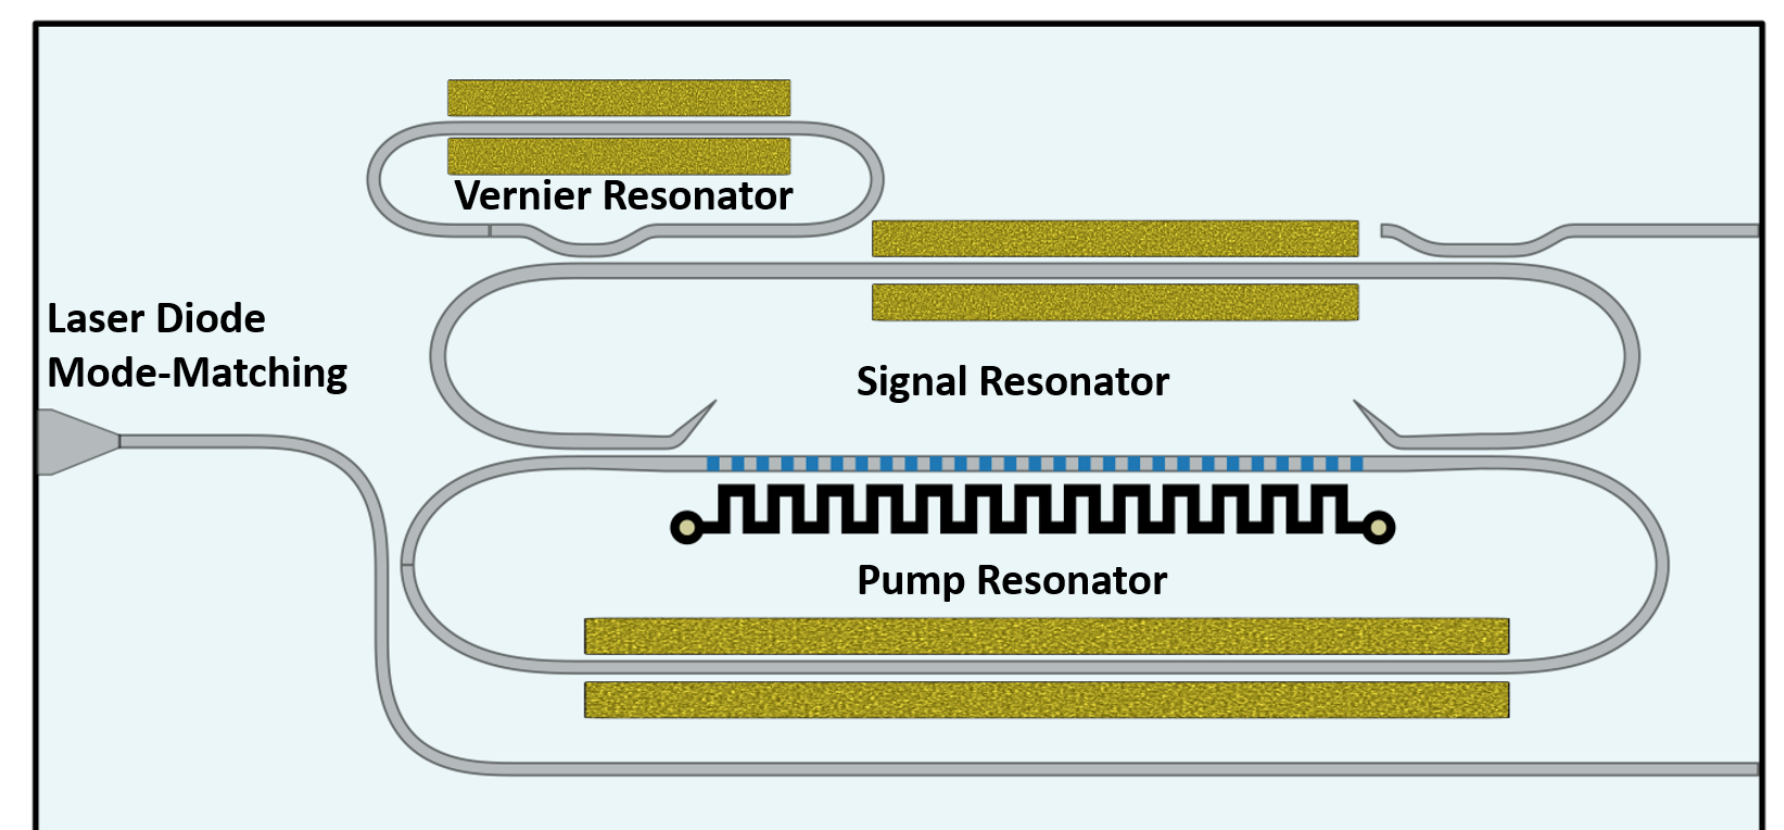 Vernier Resonator
Laser Diode
Mode-Matching
Signal Resonator
Pump Resonator